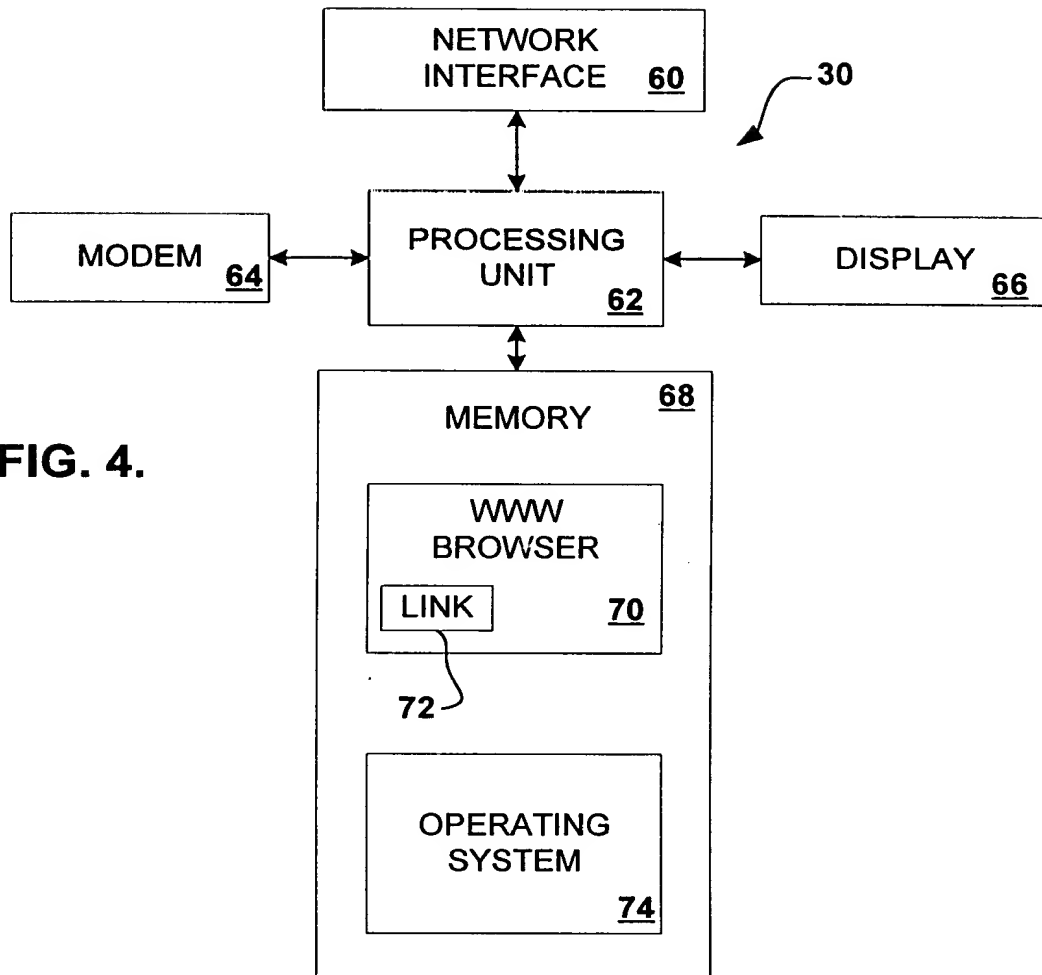 NETWORK
INTERFACE
60
30
MODEM
64
PROCESSING
UNIT
62
DISPLAY
66
FIG. 4.
MEMORY
68
WWW
BROWSER
LINK
70
72
OPERATING
SYSTEM
74